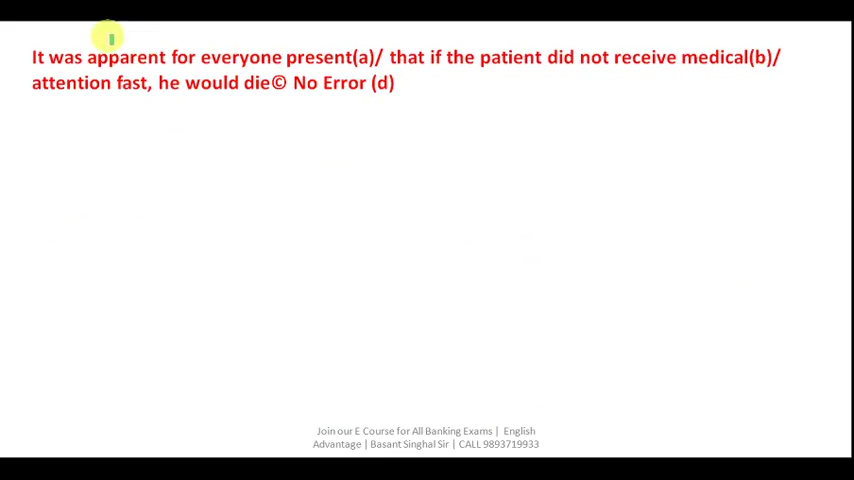 It was apparent for everyone present(a)/ that if the patient did not receive medical(b)/
attention fast, he would die© No Error (d)
Join our E Course for All Banking Exams | English
Advantage | Basant Singhal Sir | CALL 9893719933